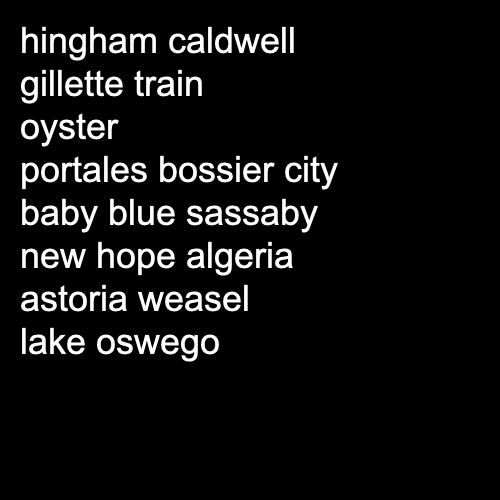 hingham caldwell
gillette train
oyster
portales bossier city
baby blue sassaby
new hope algeria
astoria weasel
lake oswego